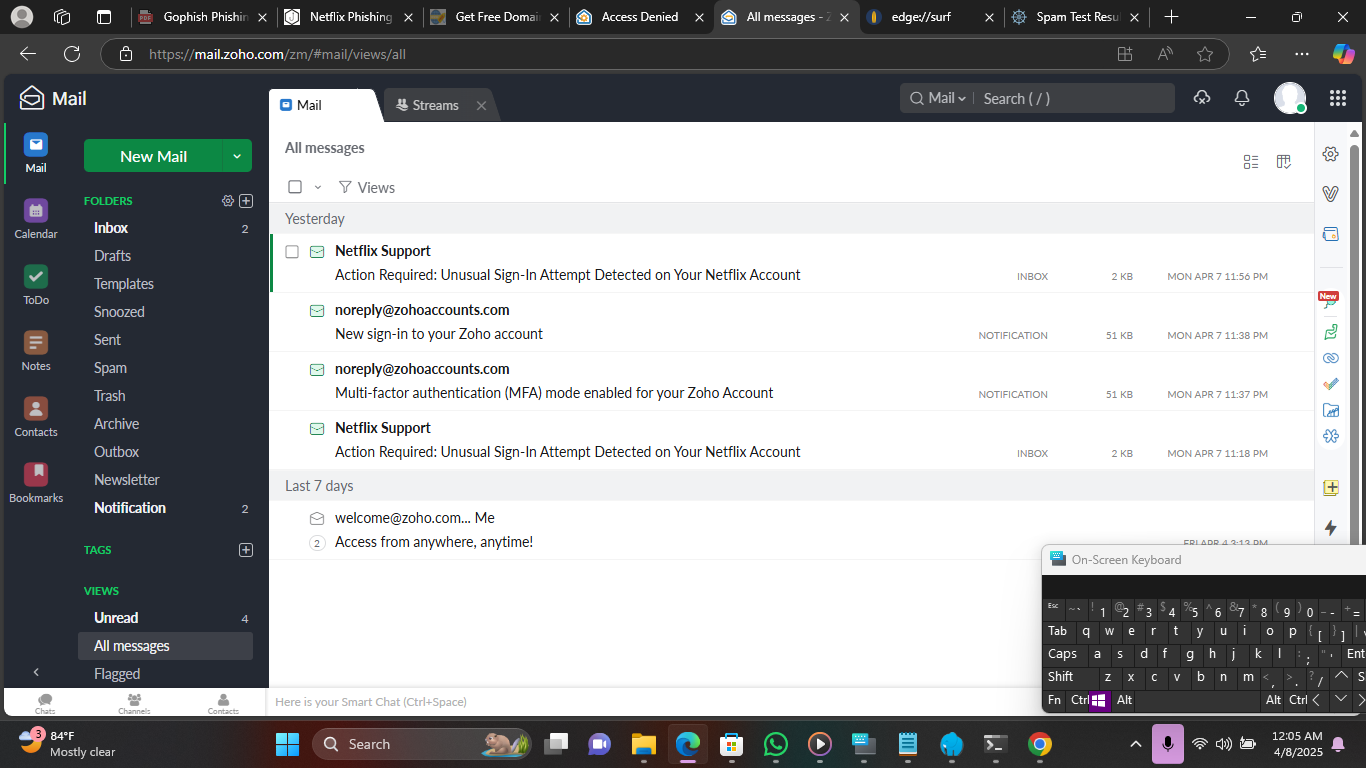 Gophish Phishin
Netflix Phishing
Get Free Domai
Access Denied
All messages - Z
edge://surf
Spam Test Resu
https://mail.zoho.com/zm/#mail/views/all
Mail
Mail
Streams
Mail
Search ( / )
Mail
Calendar
ToDo
Notes
Contacts
Bookmarks
New Mail
FOLDERS
Inbox 2
Drafts
Templates
Snoozed
Sent
Spam
Trash
Archive
Outbox
Newsletter
Notification 2
TAGS
VIEWS
Unread 4
All messages
Flagged
Chats
Channels
Contacts
All messages
Views
Yesterday
Netflix Support
Action Required: Unusual Sign-In Attempt Detected on Your Netflix Account INBOX 2 KB MON APR 7 11:56 PM
noreply@zohoaccounts.com
New sign-in to your Zoho account NOTIFICATION 51 KB MON APR 7 11:38 PM
noreply@zohoaccounts.com
Multi-factor authentication (MFA) mode enabled for your Zoho Account NOTIFICATION 51 KB MON APR 7 11:37 PM
Netflix Support
Action Required: Unusual Sign-In Attempt Detected on Your Netflix Account INBOX 2 KB MON APR 7 11:18 PM
Last 7 days
welcome@zoho.com... Me
2 Access from anywhere, anytime! FRI APR 4 3:13 PM
Here is your Smart Chat (Ctrl+Space)
New
On-Screen Keyboard
Esc ~ ` ! 1 @ 2 # 3 $ 4 % 5 ^ 6 & 7 * 8 ( 9 ) 0 _ - + =
Tab q w e r t y u i o p { [ } ] |
Caps a s d f g h j k l : ; " ' Ent
Shift z x c v b n m < , > . ? / S
Fn Ctrl Alt Alt Ctrl
3
84°F
Mostly clear
Search
12:05 AM
4/8/2025